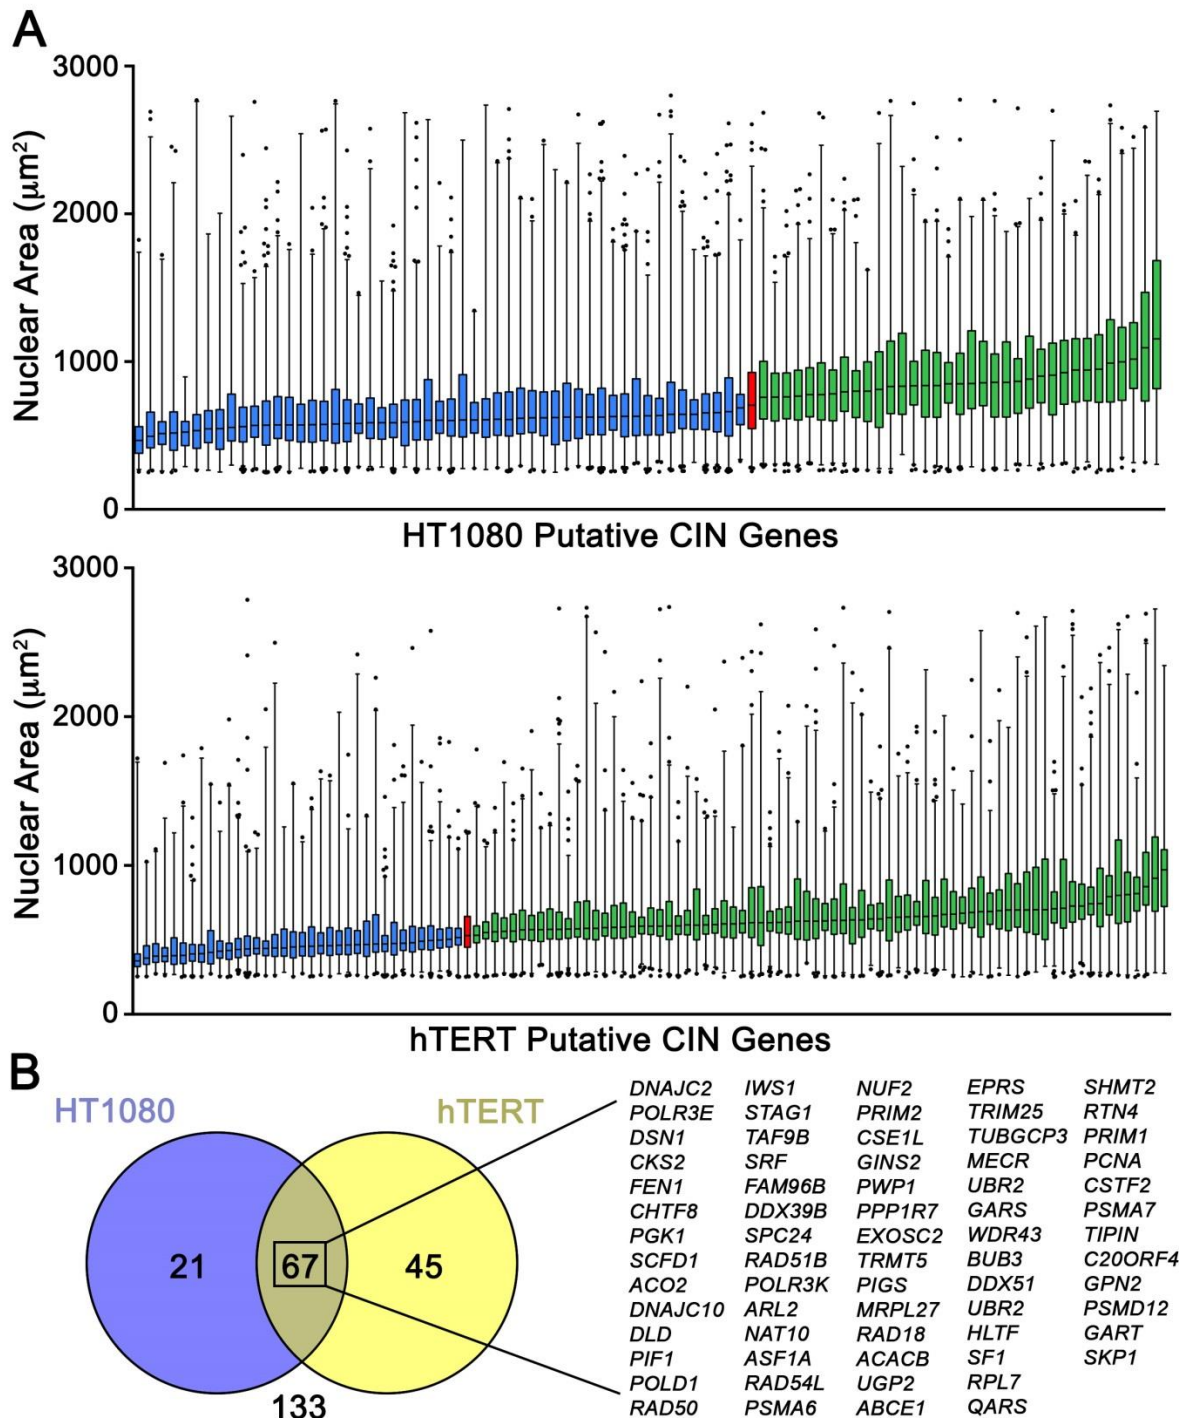 A
3000
2000
1000
0
Nuclear Area (μm²)
HT1080 Putative CIN Genes
3000
2000
1000
0
Nuclear Area (μm²)
hTERT Putative CIN Genes
B
HT1080
hTERT
21
67
45
133
DNAJC2 IWS1 NUF2 EPRS SHMT2
POLR3E STAG1 PRIM2 TRIM25 RTN4
DSN1 TAF9B CSE1L TUBGCP3 PRIM1
CKS2 SRF GINS2 MECR PCNA
FEN1 FAM96B PWP1 UBR2 CSTF2
CHTF8 DDX39B PPP1R7 GARS PSMA7
PGK1 SPC24 EXOSC2 WDR43 TIPIN
SCFD1 RAD51B TRMT5 BUB3 C20ORF4
ACO2 POLR3K PIGS DDX51 GPN2
DNAJC10 ARL2 MRPL27 UBR2 PSMD12
DLD NAT10 RAD18 HLTF GART
PIF1 ASF1A ACACB SF1 SKP1
POLD1 RAD54L UGP2 RPL7
RAD50 PSMA6 ABCE1 QARS